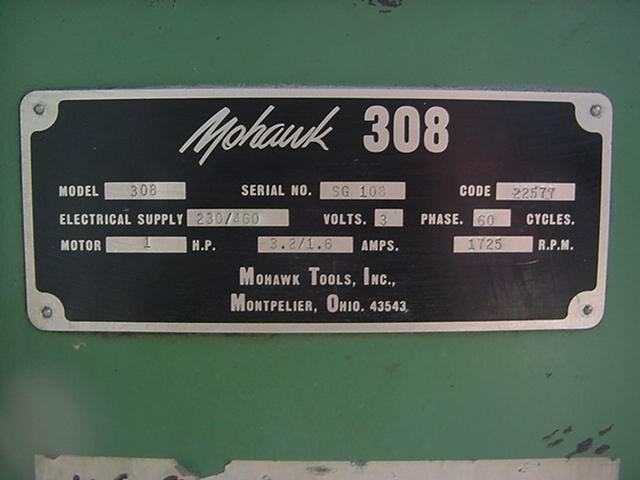 Mohawk 308
MODEL 308 SERIAL NO. SG 108 CODE 22577
ELECTRICAL SUPPLY 230/460 VOLTS. 3 PHASE. 60 CYCLES.
MOTOR 1 H.P. 3.2/1.6 AMPS. 1725 R.P.M.
MOHAWK TOOLS, INC.,
MONTPELIER, OHIO. 43543